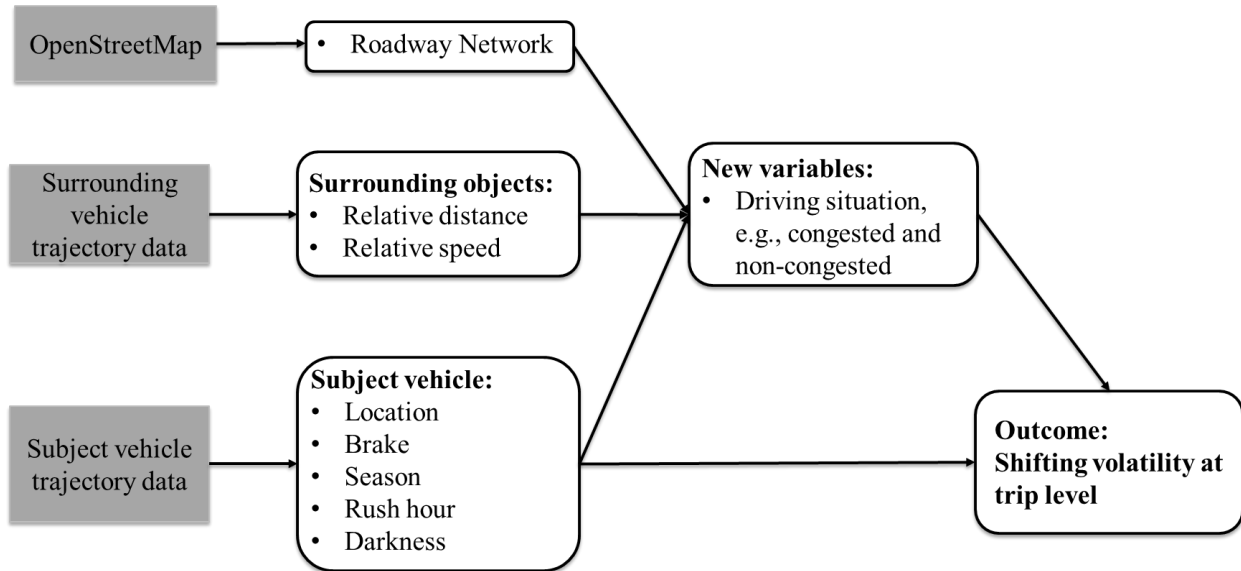 OpenStreetMap
• Roadway Network
Surrounding
vehicle
trajectory data
Surrounding objects:
• Relative distance
• Relative speed
New variables:
• Driving situation,
e.g., congested and
non-congested
Subject vehicle
trajectory data
Subject vehicle:
• Location
• Brake
• Season
• Rush hour
• Darkness
Outcome:
Shifting volatility at
trip level